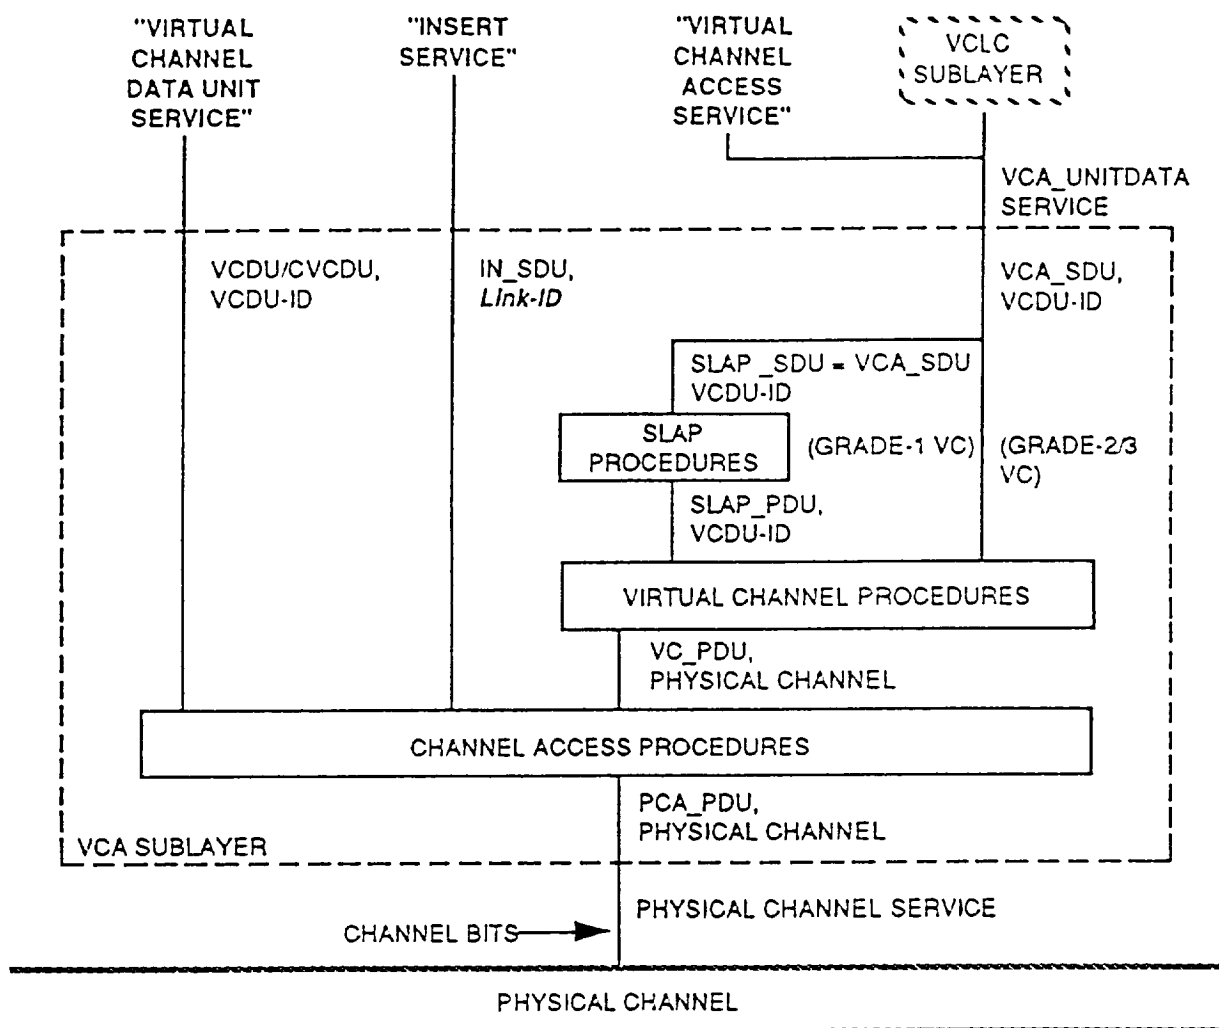 "VIRTUAL
CHANNEL
DATA UNIT
SERVICE"
"INSERT
SERVICE"
"VIRTUAL
CHANNEL
ACCESS
SERVICE"
VCLC
SUBLAYER
VCA_UNITDATA
SERVICE
VCDU/CVCDU,
VCDU-ID
IN_SDU,
Link-ID
VCA_SDU,
VCDU-ID
SLAP _SDU = VCA_SDU
VCDU-ID
SLAP
PROCEDURES
(GRADE-1 VC)
(GRADE-2/3
VC)
SLAP_PDU,
VCDU-ID
VIRTUAL CHANNEL PROCEDURES
VC_PDU,
PHYSICAL CHANNEL
CHANNEL ACCESS PROCEDURES
PCA_PDU,
PHYSICAL CHANNEL
VCA SUBLAYER
PHYSICAL CHANNEL SERVICE
CHANNEL BITS
PHYSICAL CHANNEL